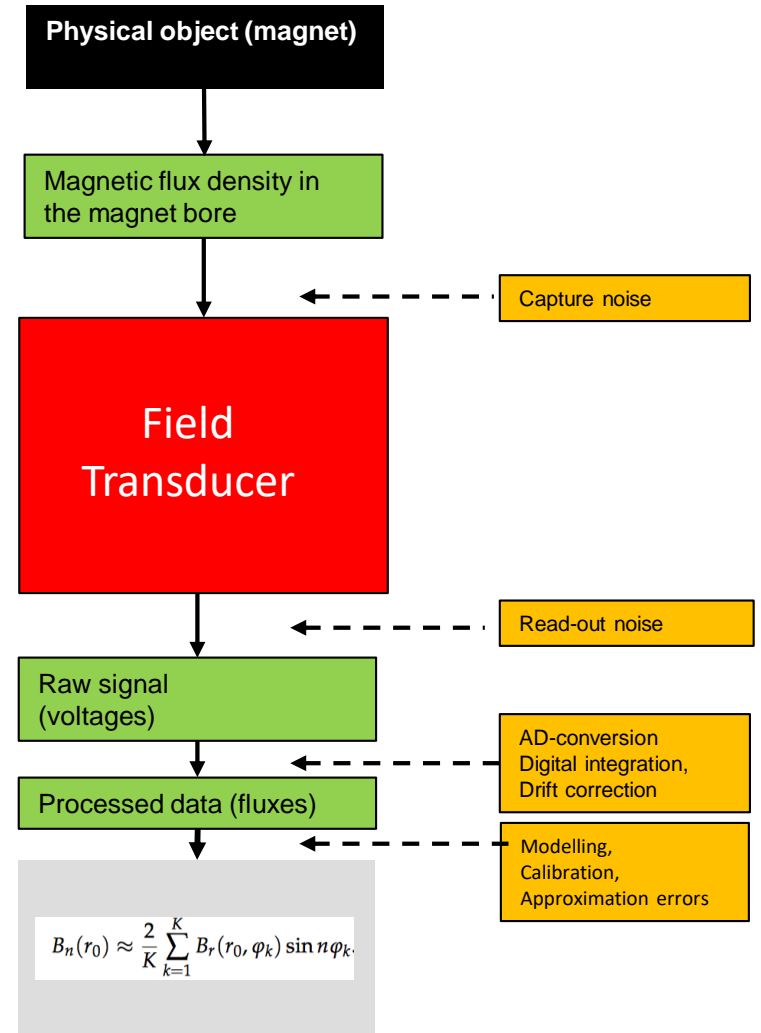 Physical object (magnet)
Magnetic flux density in
the magnet bore
Capture noise
Field
Transducer
Read-out noise
Raw signal
(voltages)
AD-conversion
Digital integration,
Drift correction
Processed data (fluxes)
Modelling,
Calibration,
Approximation errors
$B_n(r_0) \approx \frac{2}{K} \sum_{k=1}^{K} B_r(r_0, \varphi_k) \sin n\varphi_k.$